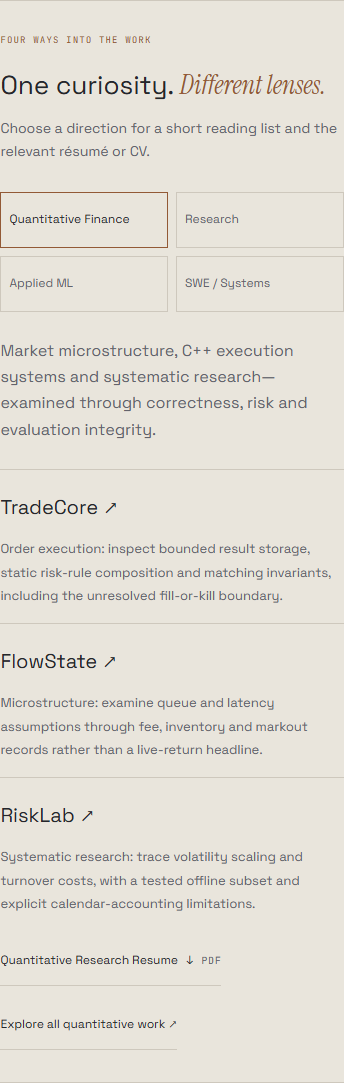 FOUR WAYS INTO THE WORK
One curiosity. Different lenses.
Choose a direction for a short reading list and the
relevant résumé or CV.
Quantitative Finance
Research
Applied ML
SWE / Systems
Market microstructure, C++ execution
systems and systematic research—
examined through correctness, risk and
evaluation integrity.
TradeCore ↗
Order execution: inspect bounded result storage,
static risk-rule composition and matching invariants,
including the unresolved fill-or-kill boundary.
FlowState ↗
Microstructure: examine queue and latency
assumptions through fee, inventory and markout
records rather than a live-return headline.
RiskLab ↗
Systematic research: trace volatility scaling and
turnover costs, with a tested offline subset and
explicit calendar-accounting limitations.
Quantitative Research Resume ↓ PDF
Explore all quantitative work ↗